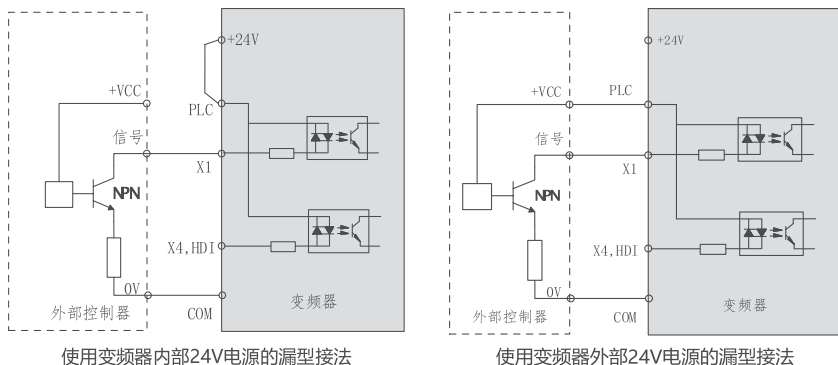 +24V
+VCC
PLC
信号
X1
NPN
X4,HDI
0V
外部控制器
COM
变频器
使用变频器内部24V电源的漏型接法
+24V
+VCC
PLC
信号
X1
NPN
X4,HDI
0V
外部控制器
COM
变频器
使用变频器外部24V电源的漏型接法